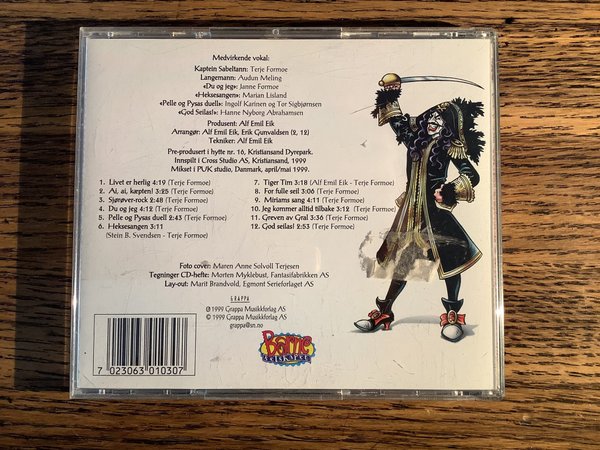 Medvirkende vokal:
Kaptein Sabeltann: Terje Formoe
Langemann: Audun Meling
«Du og jeg»: Janne Formoe
«Heksesangen»: Marian Lisland
«Pelle og Pysas duell»: Ingolf Karinen og Tor Sigbjørnsen
«God Seilas!»: Hanne Nyborg Abrahamsen
Produsent: Alf Emil Eik
Arrangør: Alf Emil Eik, Erik Gunvaldsen (2, 12)
Tekniker: Alf Emil Eik
Pre-produsert i hytte nr. 16, Kristiansand Dyrepark.
Innspilt i Cross Studio AS, Kristiansand, 1999
Mikset i PUK studio, Danmark, april/mai 1999.
1. Livet er herlig 4:19 (Terje Formoe)
2. Ai, ai, kæpten! 3:25 (Terje Formoe)
3. Sjørøver-rock 2:48 (Terje Formoe)
4. Du og jeg 4:12 (Terje Formoe)
5. Pelle og Pysas duell 2:43 (Terje Formoe)
6. Heksesangen 3:11
(Stein B. Svendsen - Terje Formoe)
7. Tiger Tim 3:18 (Alf Emil Eik - Terje Formoe)
8. For fulle seil 3:06 (Terje Formoe)
9. Miriams sang 4:11 (Terje Formoe)
10. Jeg kommer alltid tilbake 3:12 (Terje Formoe)
11. Greven av Gral 3:36 (Terje Formoe)
12. God seilas! 2:53 (Terje Formoe)
Foto cover: Maren Anne Solvoll Terjesen
Tegninger CD-hefte: Morten Myklebust, Fantasifabrikken AS
Lay-out: Marit Brandvold, Egmont Serieforlaget AS
GRAPPA
℗ 1999 Grappa Musikkforlag AS
© 1999 Grappa Musikkforlag AS
grappa@sn.no
Barne
7 023063 010307